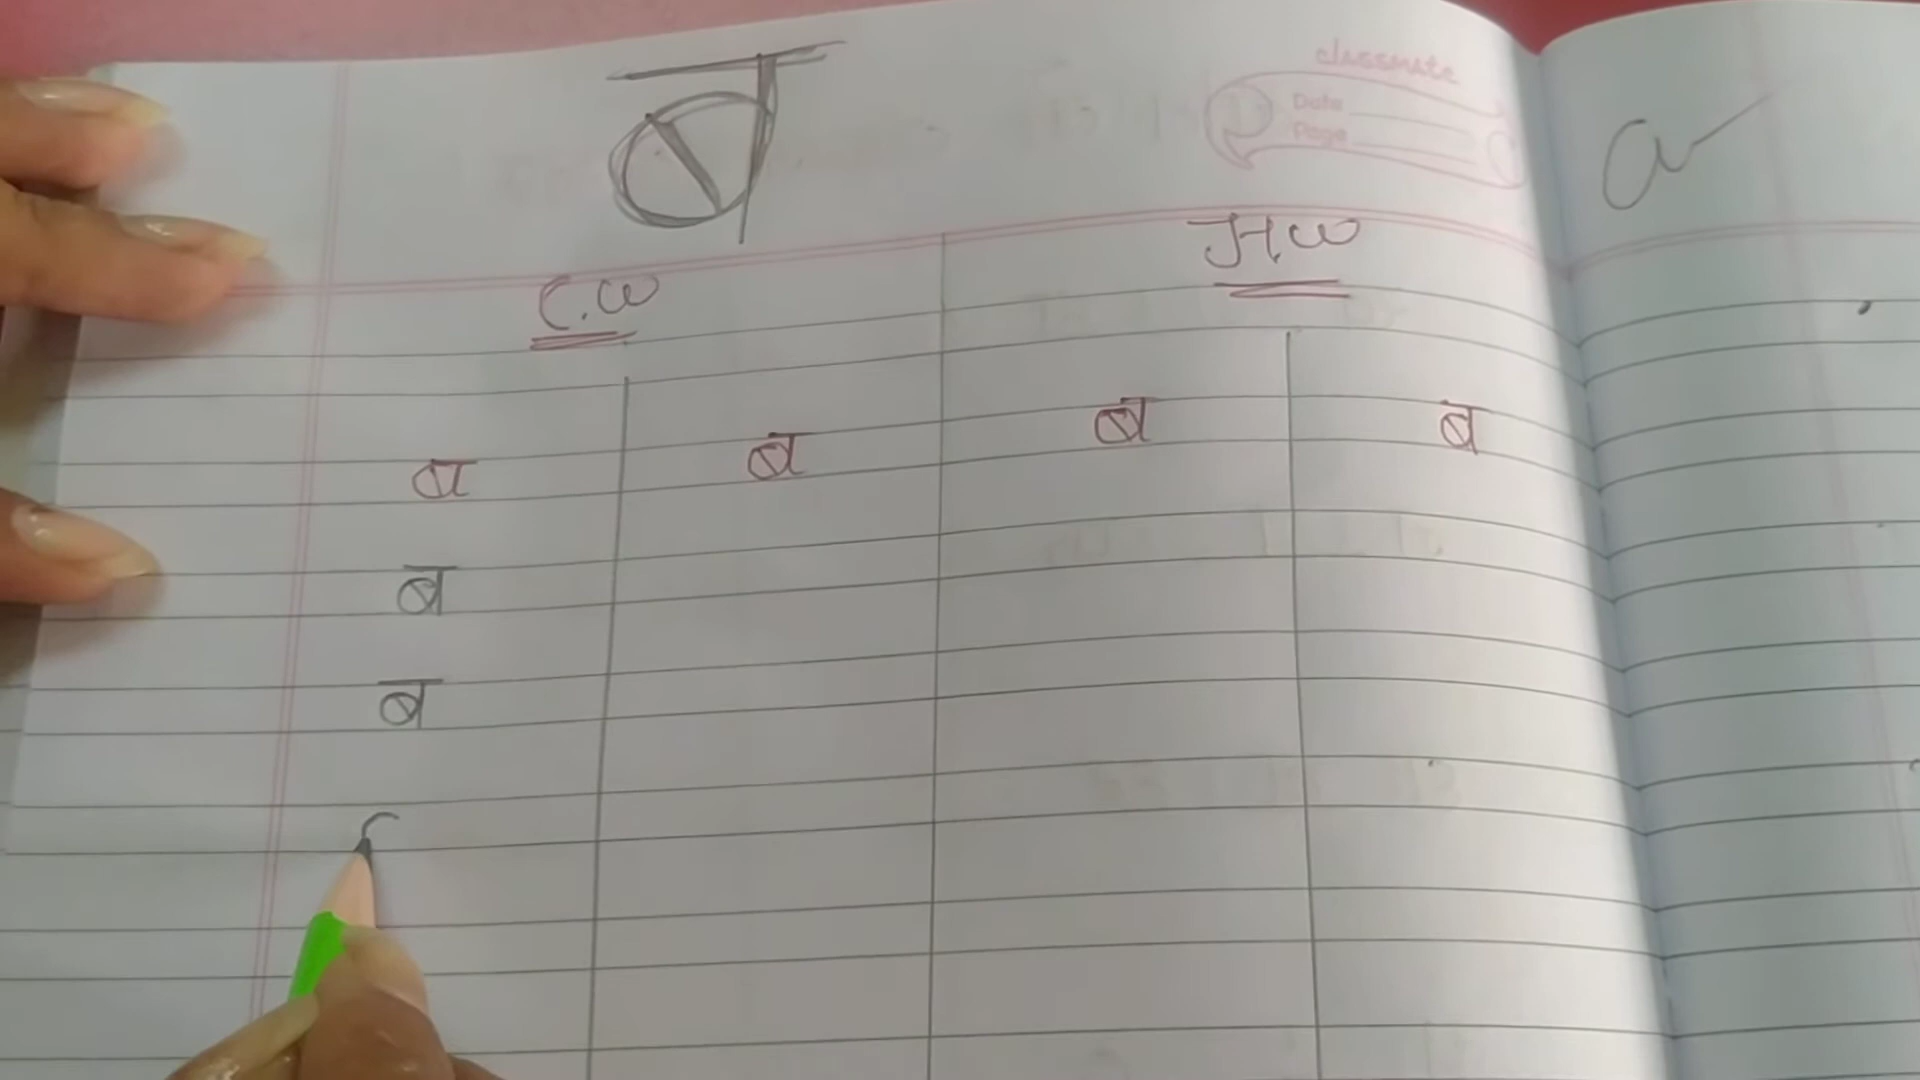 ब
classmate
Date
Page
C.W H.W
ब ब ब ब
ब
ब
a